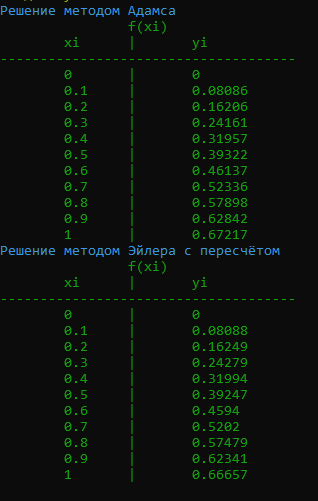 Решение методом Адамса
f(xi)
xi | yi
-------------------------------------
0 | 0
0.1 | 0.08086
0.2 | 0.16206
0.3 | 0.24161
0.4 | 0.31957
0.5 | 0.39322
0.6 | 0.46137
0.7 | 0.52336
0.8 | 0.57898
0.9 | 0.62842
1 | 0.67217
Решение методом Эйлера с пересчётом
f(xi)
xi | yi
-------------------------------------
0 | 0
0.1 | 0.08088
0.2 | 0.16249
0.3 | 0.24279
0.4 | 0.31994
0.5 | 0.39247
0.6 | 0.4594
0.7 | 0.5202
0.8 | 0.57479
0.9 | 0.62341
1 | 0.66657